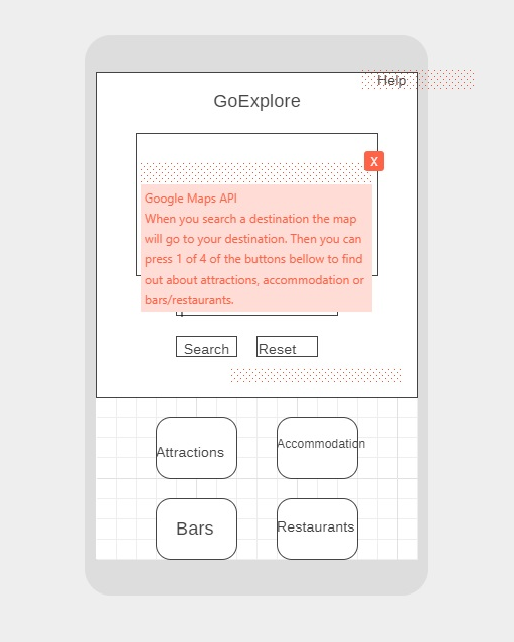 Help
GoExplore
X
Google Maps API
When you search a destination the map
will go to your destination. Then you can
press 1 of 4 of the buttons bellow to find
out about attractions, accommodation or
bars/restaurants.
Search Reset
Attractions Accommodation
Bars Restaurants